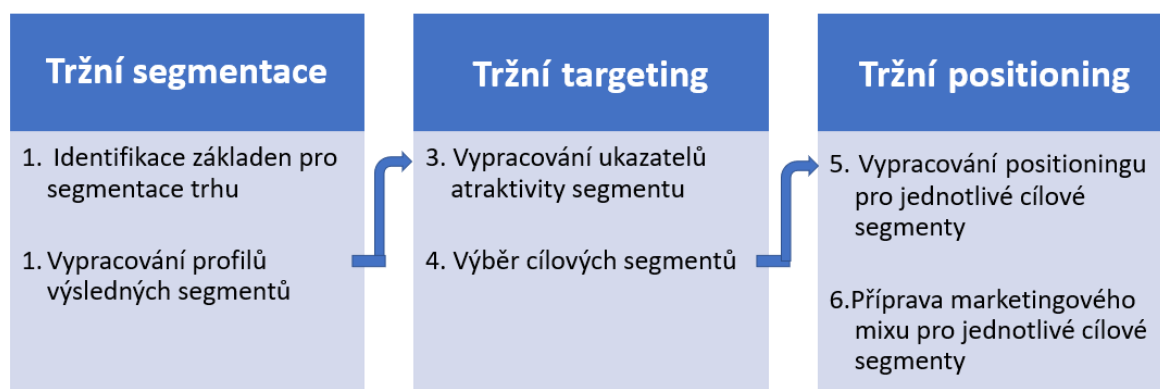 Tržní segmentace
1. Identifikace základen pro
segmentace trhu
1. Vypracování profilů
výsledných segmentů
Tržní targeting
3. Vypracování ukazatelů
atraktivity segmentu
4. Výběr cílových segmentů
Tržní positioning
5. Vypracování positioningu
pro jednotlivé cílové
segmenty
6.Příprava marketingového
mixu pro jednotlivé cílové
segmenty